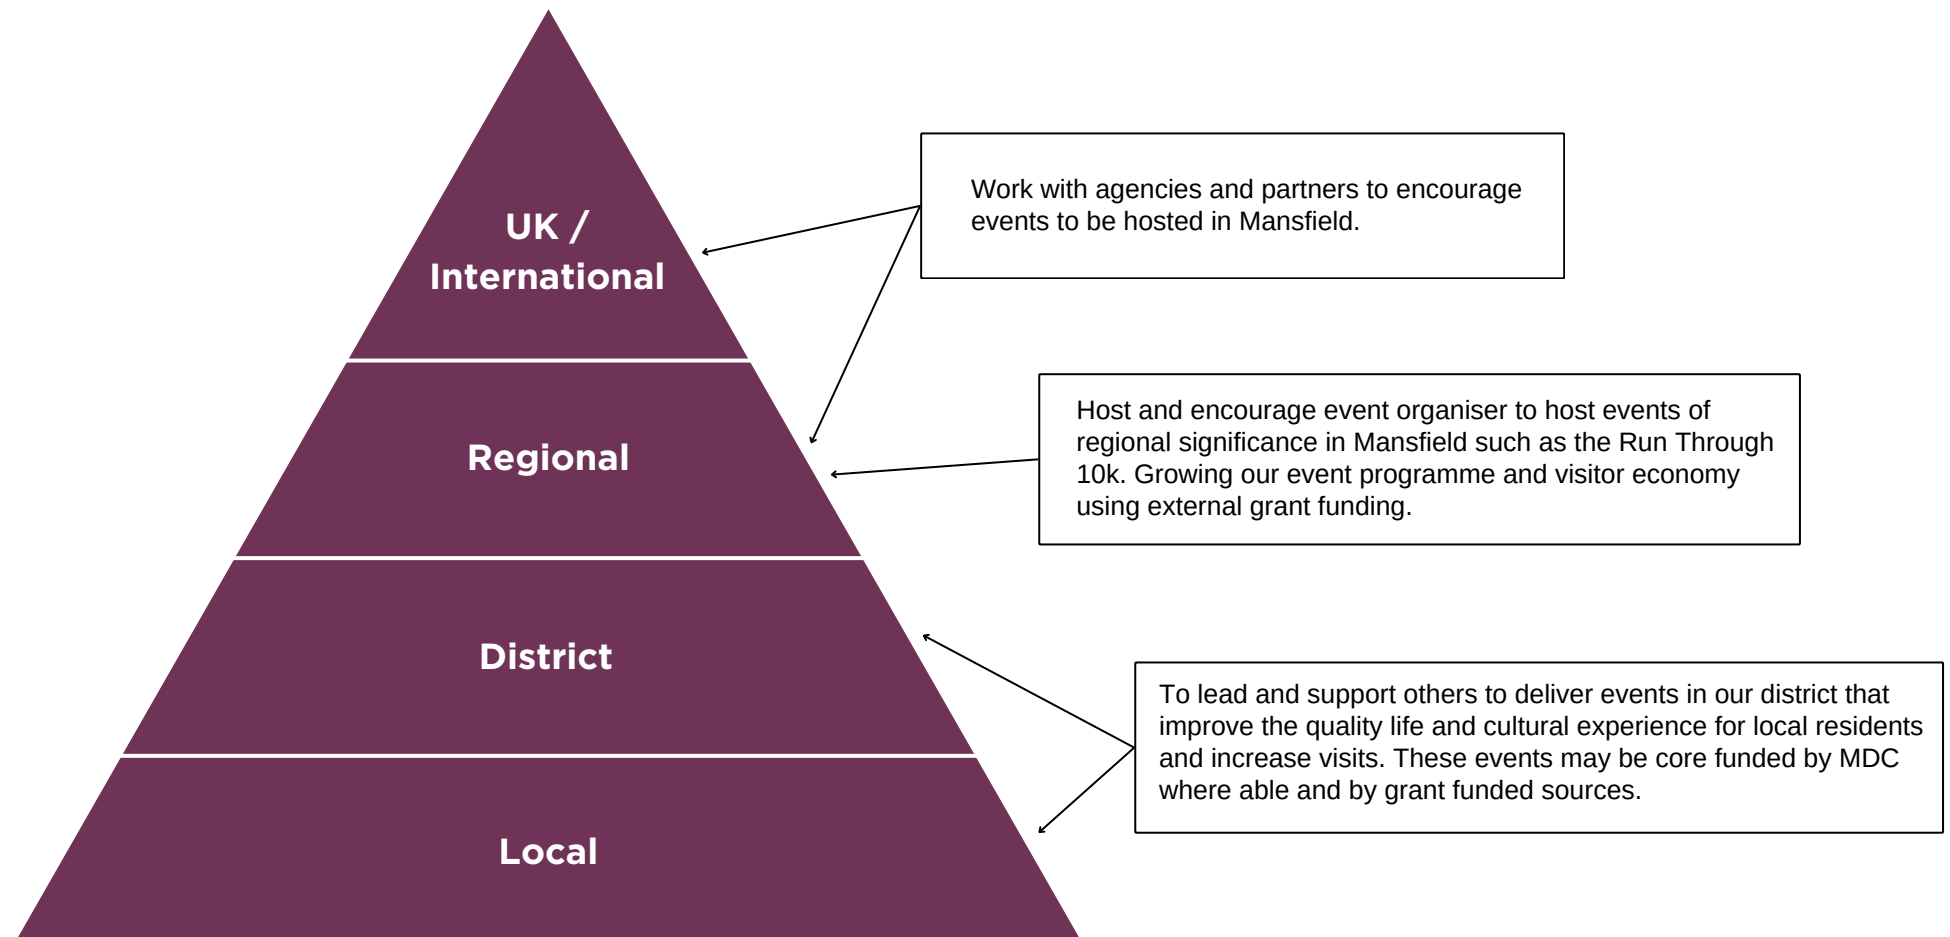 UK /
International
Work with agencies and partners to encourage
events to be hosted in Mansfield.
Regional
Host and encourage event organiser to host events of
regional significance in Mansfield such as the Run Through
10k. Growing our event programme and visitor economy
using external grant funding.
District
To lead and support others to deliver events in our district that
improve the quality life and cultural experience for local residents
and increase visits. These events may be core funded by MDC
where able and by grant funded sources.
Local